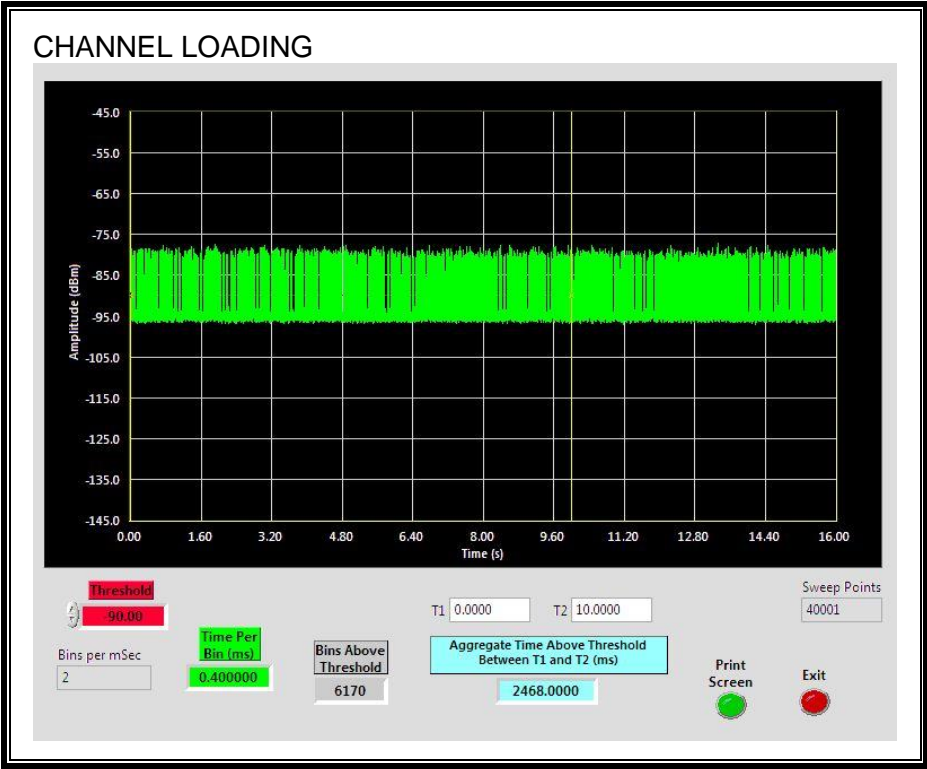 CHANNEL LOADING
-45.0
-55.0
-65.0
-75.0
-85.0
-95.0
-105.0
-115.0
-125.0
-135.0
-145.0
Amplitude (dBm)
0.00 1.60 3.20 4.80 6.40 8.00 9.60 11.20 12.80 14.40 16.00
Time (s)
Threshold
-90.00
Bins per mSec
2
Time Per
Bin (ms)
0.400000
Bins Above
Threshold
6170
T1 0.0000 T2 10.0000
Aggregate Time Above Threshold
Between T1 and T2 (ms)
2468.0000
Sweep Points
40001
Print
Screen
Exit